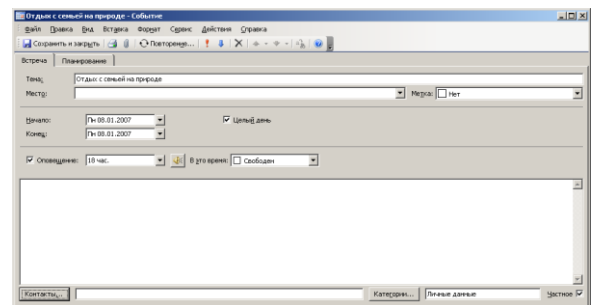 Отдых с семьей на природе - Событие
Файл Правка Вид Вставка Формат Сервис Действия Справка
Сохранить и закрыть Повторение...
Встреча Планирование
Тема: Отдых с семьей на природе
Место: Метка: Нет
Начало: Пн 08.01.2007 Целый день
Конец: Пн 08.01.2007
Оповещение: 18 час. В это время: Свободен
Контакты... Категории... Личные данные Частное